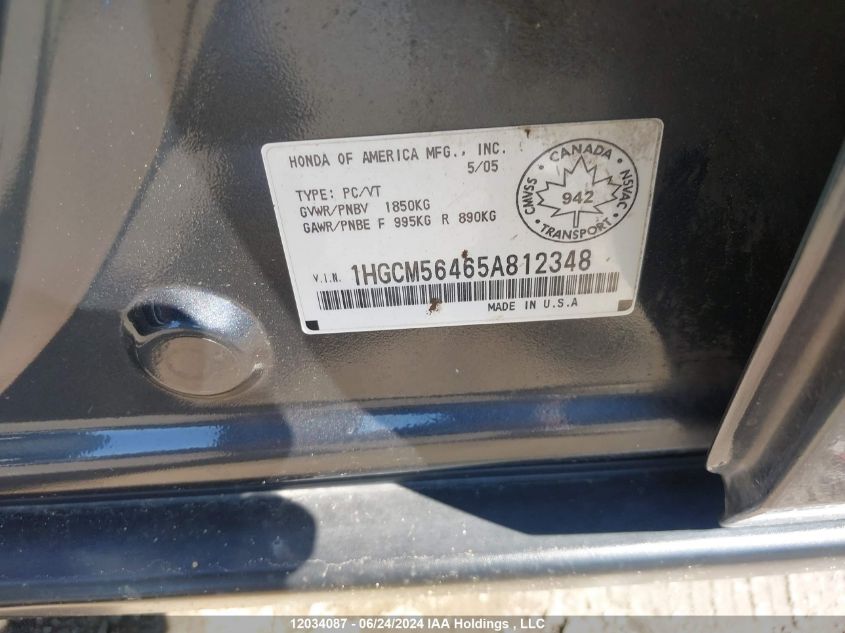 HONDA OF AMERICA MFG., INC.
5/05
TYPE: PC/VT
GVWR/PNBV 1850KG
GAWR/PNBE F 995KG R 890KG
CANADA
CMVSS
942
NSVAC
TRANSPORT
V.I.N. 1HGCM56465A812348
MADE IN U.S.A
12034087 - 06/24/2024 IAA Holdings, LLC